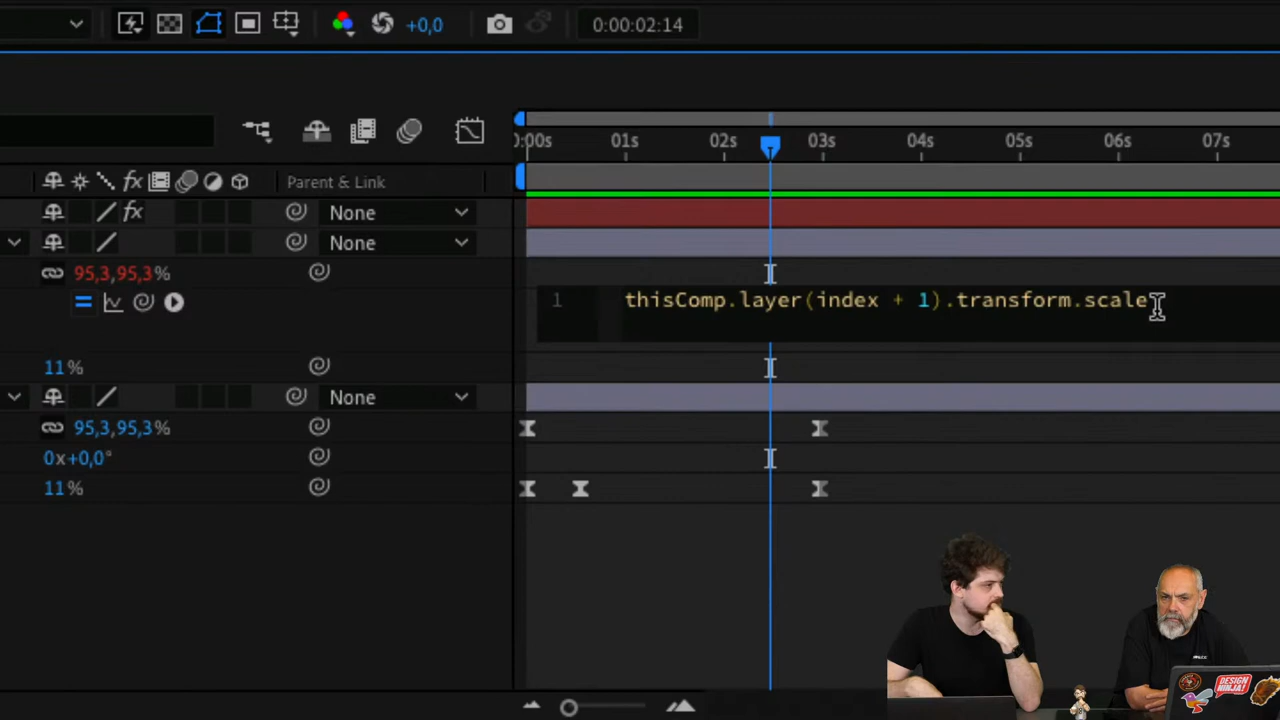 +0,0
0:00:02:14
0:00s 01s 02s 03s 04s 05s 06s 07s
fx Parent & Link
fx None
None
95,3,95,3%
1 thisComp.layer(index + 1).transform.scale
11%
None
95,3,95,3%
0x+0,0°
11%
DESIGN
NINJA!